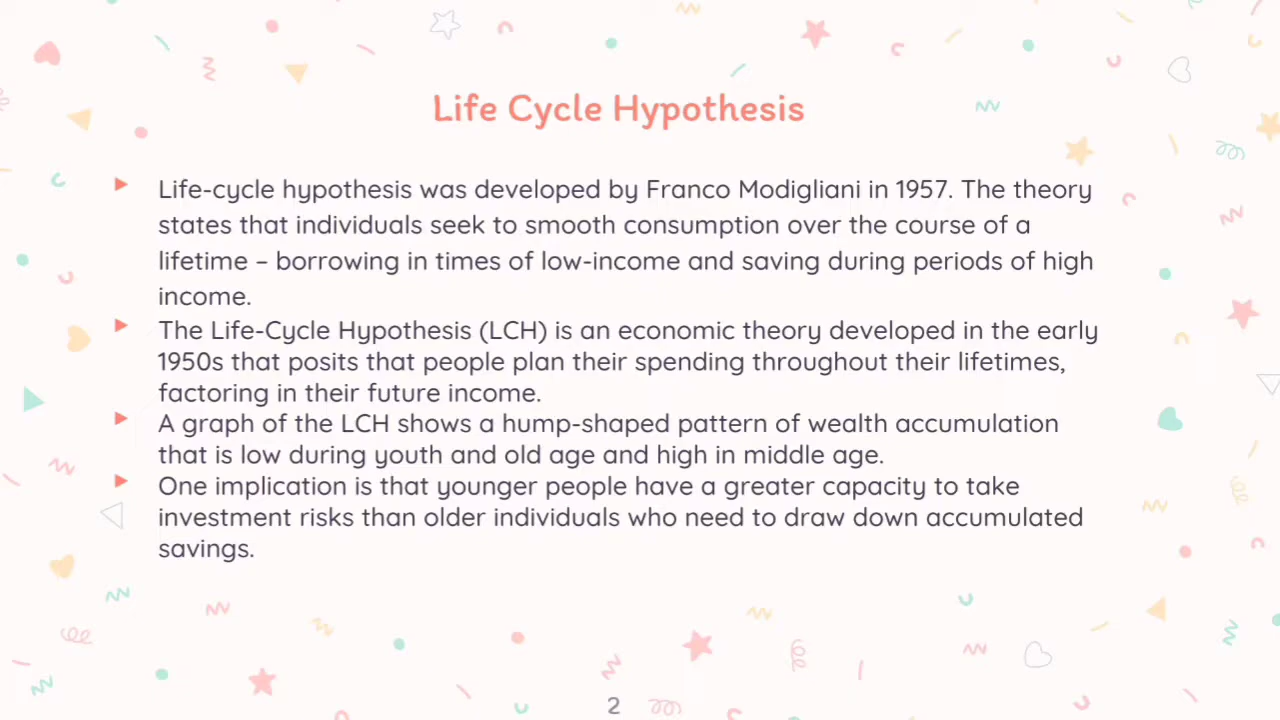 Life Cycle Hypothesis
Life-cycle hypothesis was developed by Franco Modigliani in 1957. The theory
states that individuals seek to smooth consumption over the course of a
lifetime – borrowing in times of low-income and saving during periods of high
income.
The Life-Cycle Hypothesis (LCH) is an economic theory developed in the early
1950s that posits that people plan their spending throughout their lifetimes,
factoring in their future income.
A graph of the LCH shows a hump-shaped pattern of wealth accumulation
that is low during youth and old age and high in middle age.
One implication is that younger people have a greater capacity to take
investment risks than older individuals who need to draw down accumulated
savings.
2